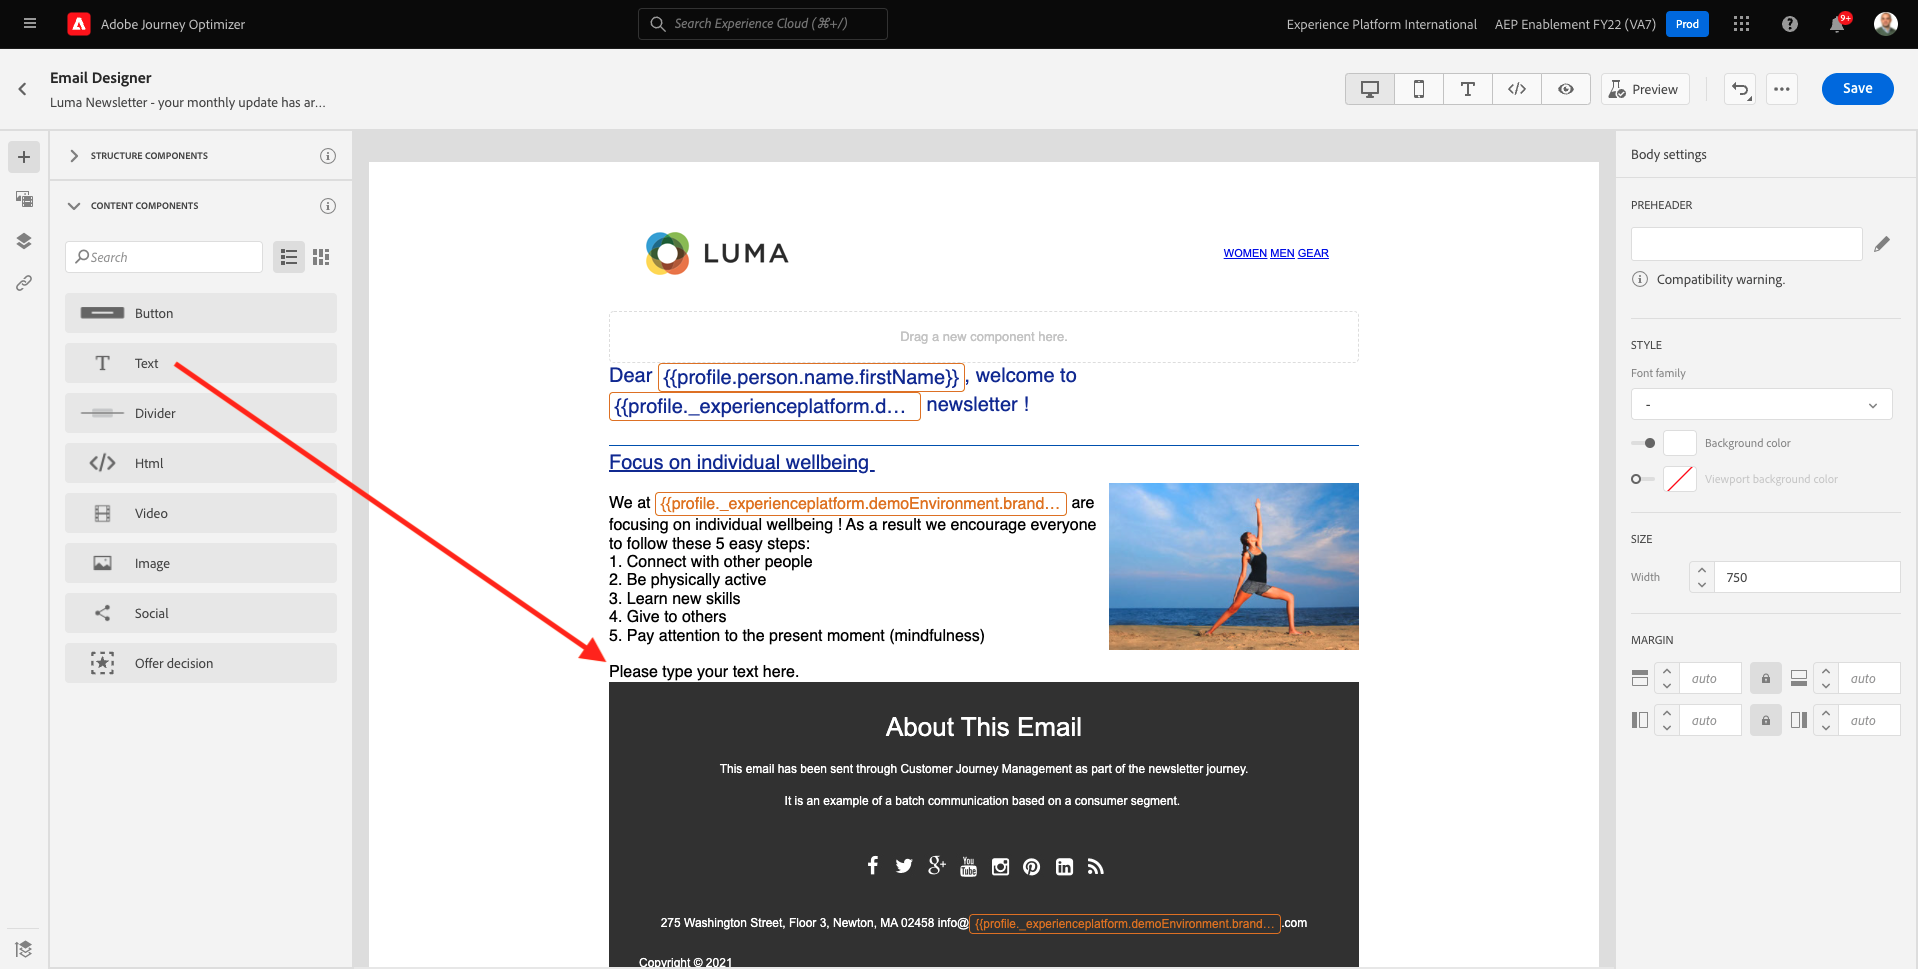 Adobe Journey Optimizer
Search Experience Cloud (⌘+/)
Experience Platform International
AEP Enablement FY22 (VA7)
Prod
9+
Email Designer
Luma Newsletter - your monthly update has ar...
Preview
Save
STRUCTURE COMPONENTS
CONTENT COMPONENTS
Search
Button
Text
Divider
Html
Video
Image
Social
Offer decision
LUMA
WOMEN MEN GEAR
Drag a new component here.
Dear {{profile.person.name.firstName}}, welcome to
{{profile._experienceplatform.d... newsletter !
Focus on individual wellbeing
We at {{profile._experienceplatform.demoEnvironment.brand... are
focusing on individual wellbeing ! As a result we encourage everyone
to follow these 5 easy steps:
1. Connect with other people
2. Be physically active
3. Learn new skills
4. Give to others
5. Pay attention to the present moment (mindfulness)
Please type your text here.
About This Email
This email has been sent through Customer Journey Management as part of the newsletter journey.
It is an example of a batch communication based on a consumer segment.
You
Tube
275 Washington Street, Floor 3, Newton, MA 02458 info@{{profile._experienceplatform.demoEnvironment.brand... .com
Copyright © 2021
Body settings
PREHEADER
Compatibility warning.
STYLE
Font family
-
Background color
Viewport background color
SIZE
Width
750
MARGIN
auto
auto
auto
auto